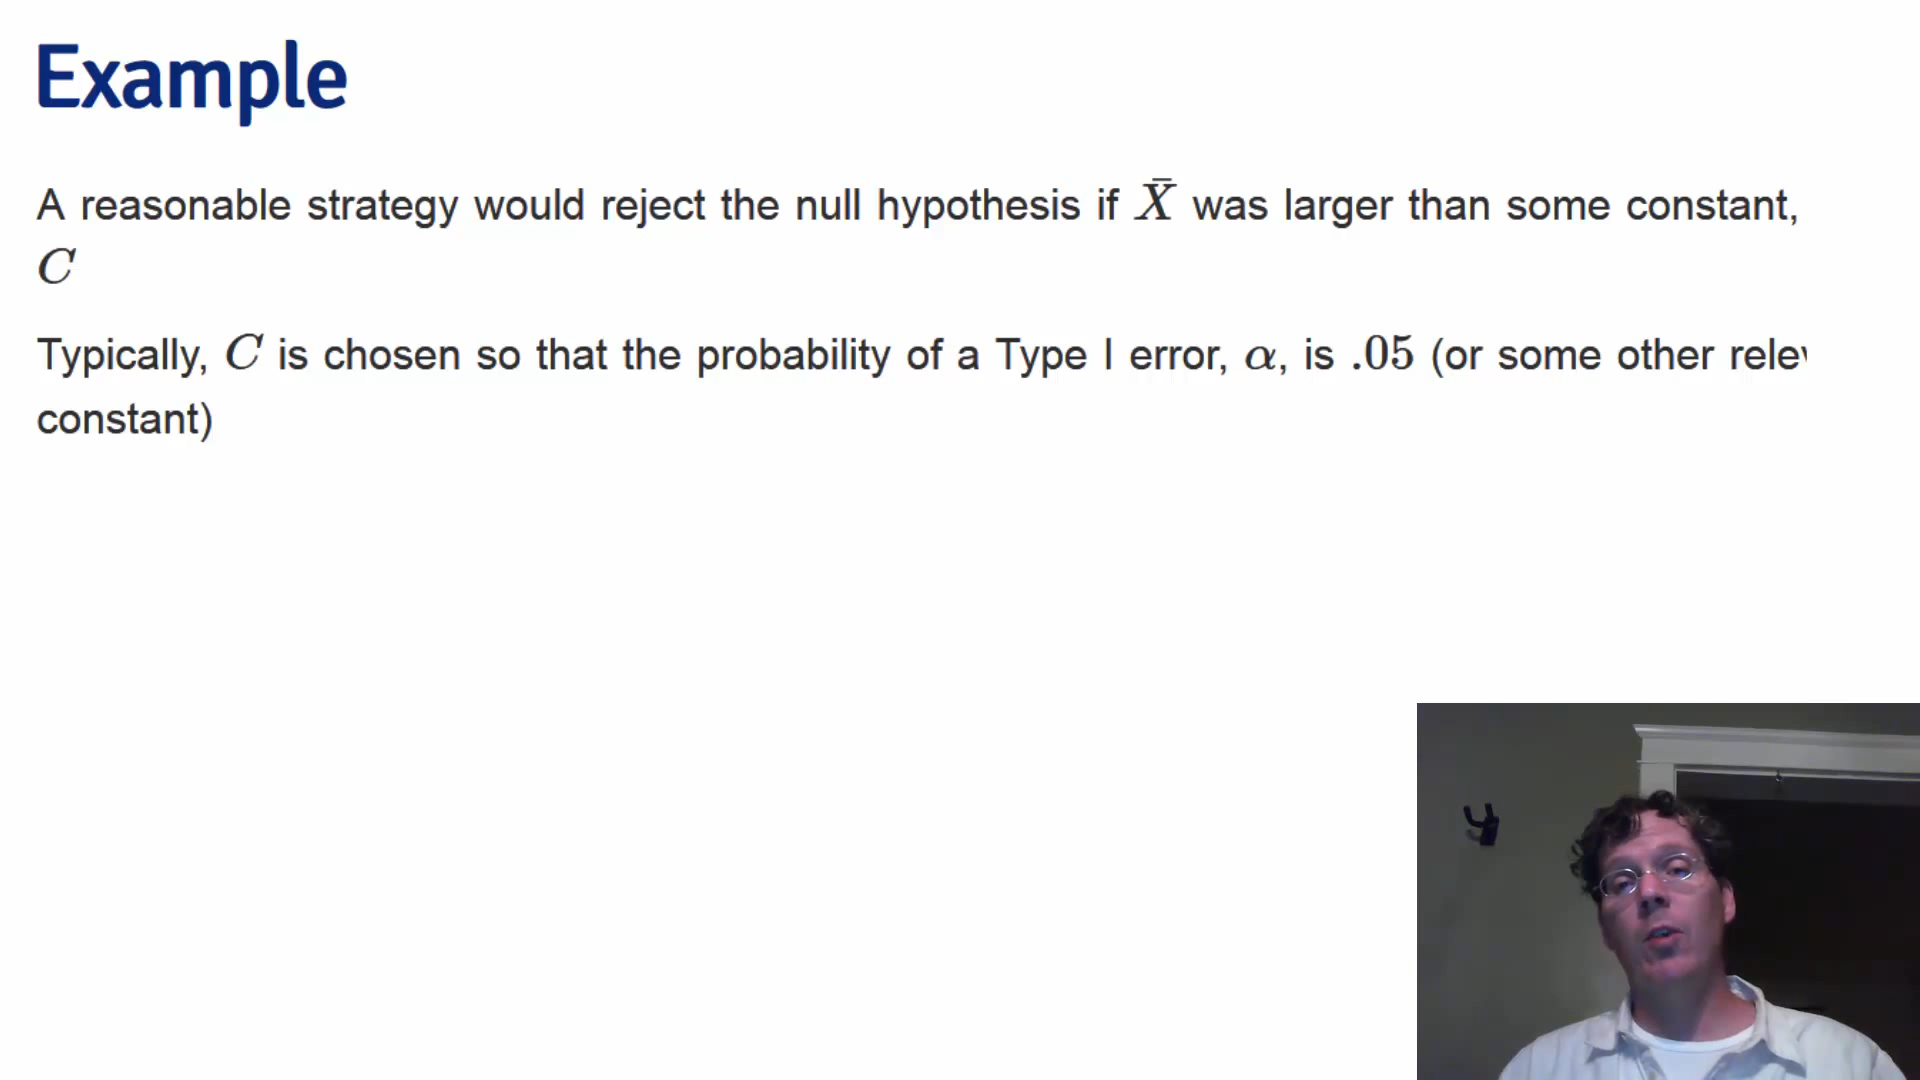 Example
A reasonable strategy would reject the null hypothesis if X̄ was larger than some constant,
C
Typically, C is chosen so that the probability of a Type I error, α, is .05 (or some other
constant)